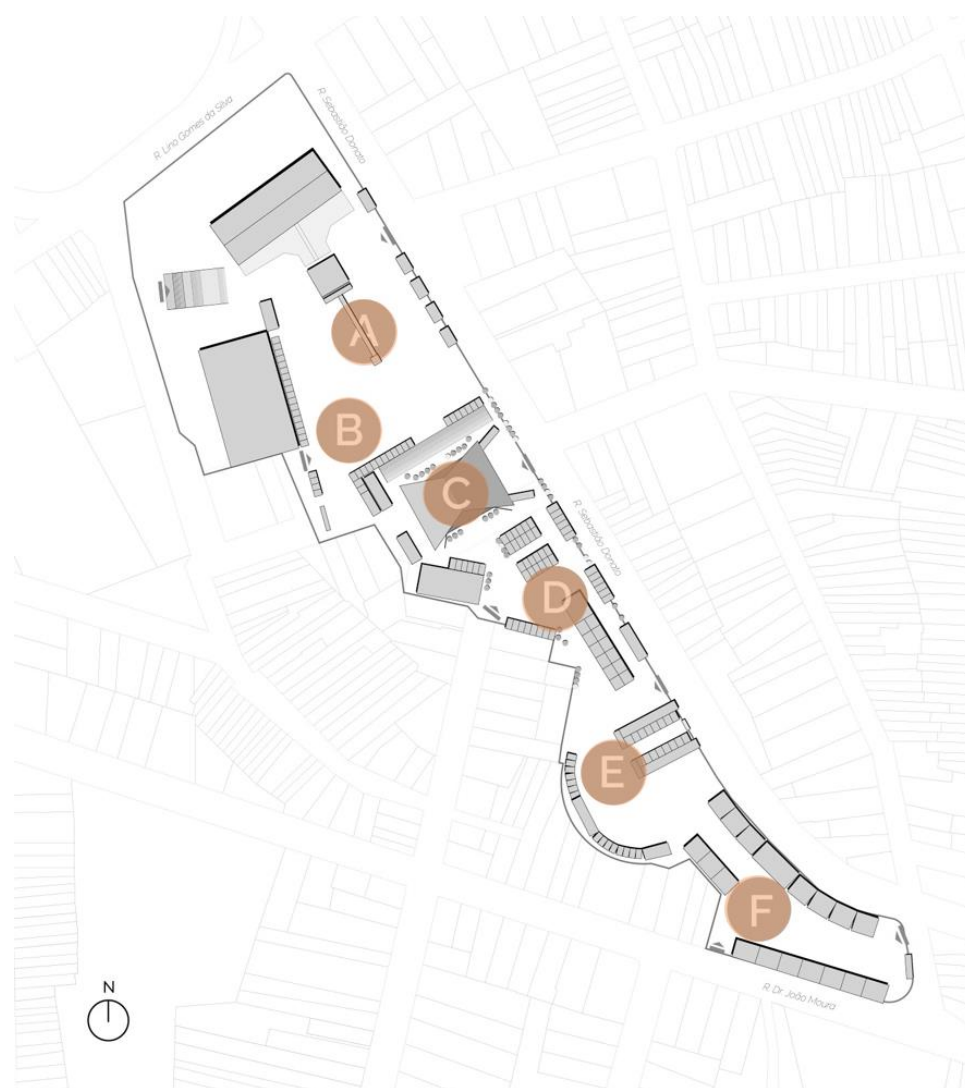 R. Lino Gomes da Silva
R. Sebastião Donato
A
B
C
R. Sebastião Donato
D
E
F
N
R. Dr. João Moura